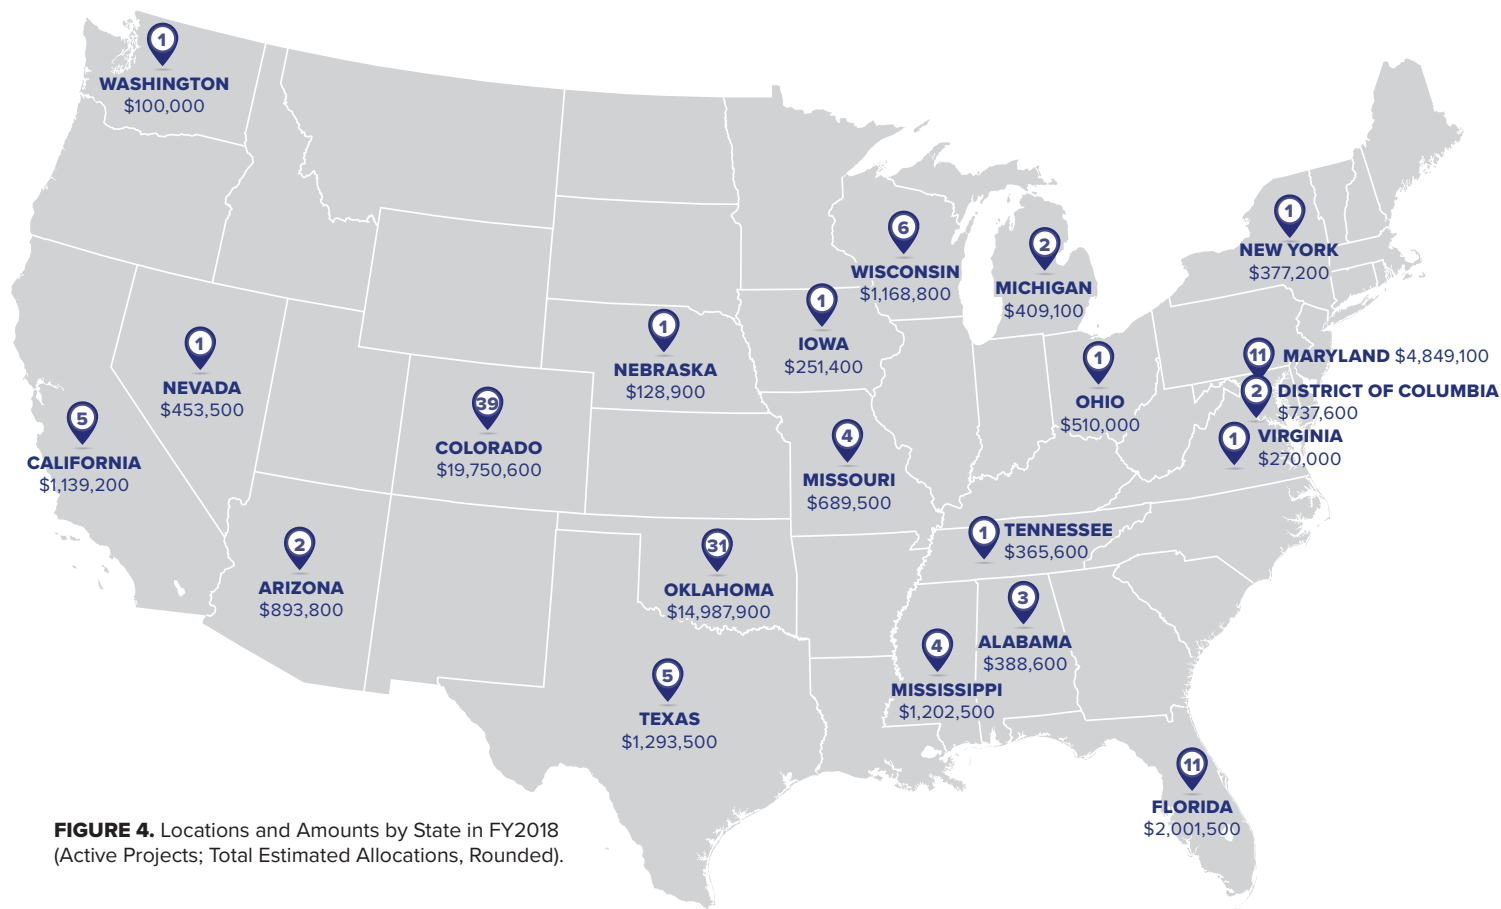 1
WASHINGTON
$100,000
1
NEW YORK
$377,200
6
WISCONSIN
$1,168,800
2
MICHIGAN
$409,100
1
IOWA
$251,400
1
NEBRASKA
$128,900
1
NEVADA
$453,500
1
OHIO
$510,000
11 MARYLAND $4,849,100
2 DISTRICT OF COLUMBIA
$737,600
1 VIRGINIA
$270,000
39
COLORADO
$19,750,600
5
CALIFORNIA
$1,139,200
4
MISSOURI
$689,500
2
ARIZONA
$893,800
31
OKLAHOMA
$14,987,900
1 TENNESSEE
$365,600
3
ALABAMA
$388,600
4
MISSISSIPPI
$1,202,500
5
TEXAS
$1,293,500
11
FLORIDA
$2,001,500
FIGURE 4. Locations and Amounts by State in FY2018
(Active Projects; Total Estimated Allocations, Rounded).